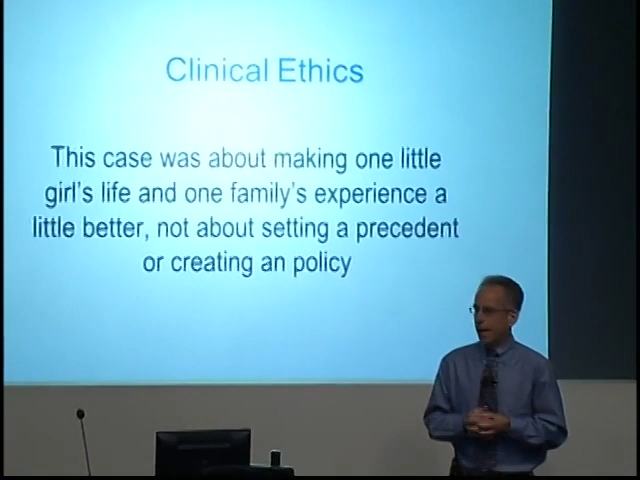 Clinical Ethics
This case was about making one little
girl's life and one family's experience a
little better, not about setting a precedent
or creating an policy